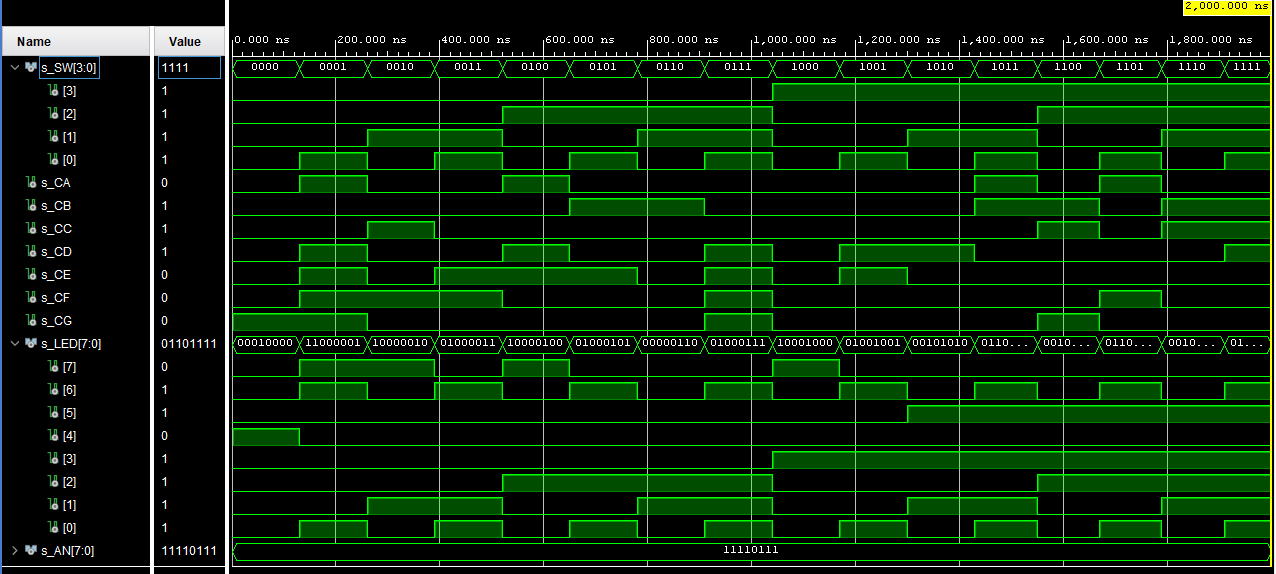 2,000.000 ns
Name Value 0.000 ns 200.000 ns 400.000 ns 600.000 ns 800.000 ns 1,000.000 ns 1,200.000 ns 1,400.000 ns 1,600.000 ns 1,800.000 ns
s_SW[3:0] 1111 0000 0001 0010 0011 0100 0101 0110 0111 1000 1001 1010 1011 1100 1101 1110 1111
[3] 1
[2] 1
[1] 1
[0] 1
s_CA 0
s_CB 1
s_CC 1
s_CD 1
s_CE 0
s_CF 0
s_CG 0
s_LED[7:0] 01101111 00010000 11000001 10000010 01000011 10000100 01000101 00000110 01000111 10001000 01001001 00101010 0110... 0010... 0110... 0010... 01...
[7] 0
[6] 1
[5] 1
[4] 0
[3] 1
[2] 1
[1] 1
[0] 1
s_AN[7:0] 11110111 11110111